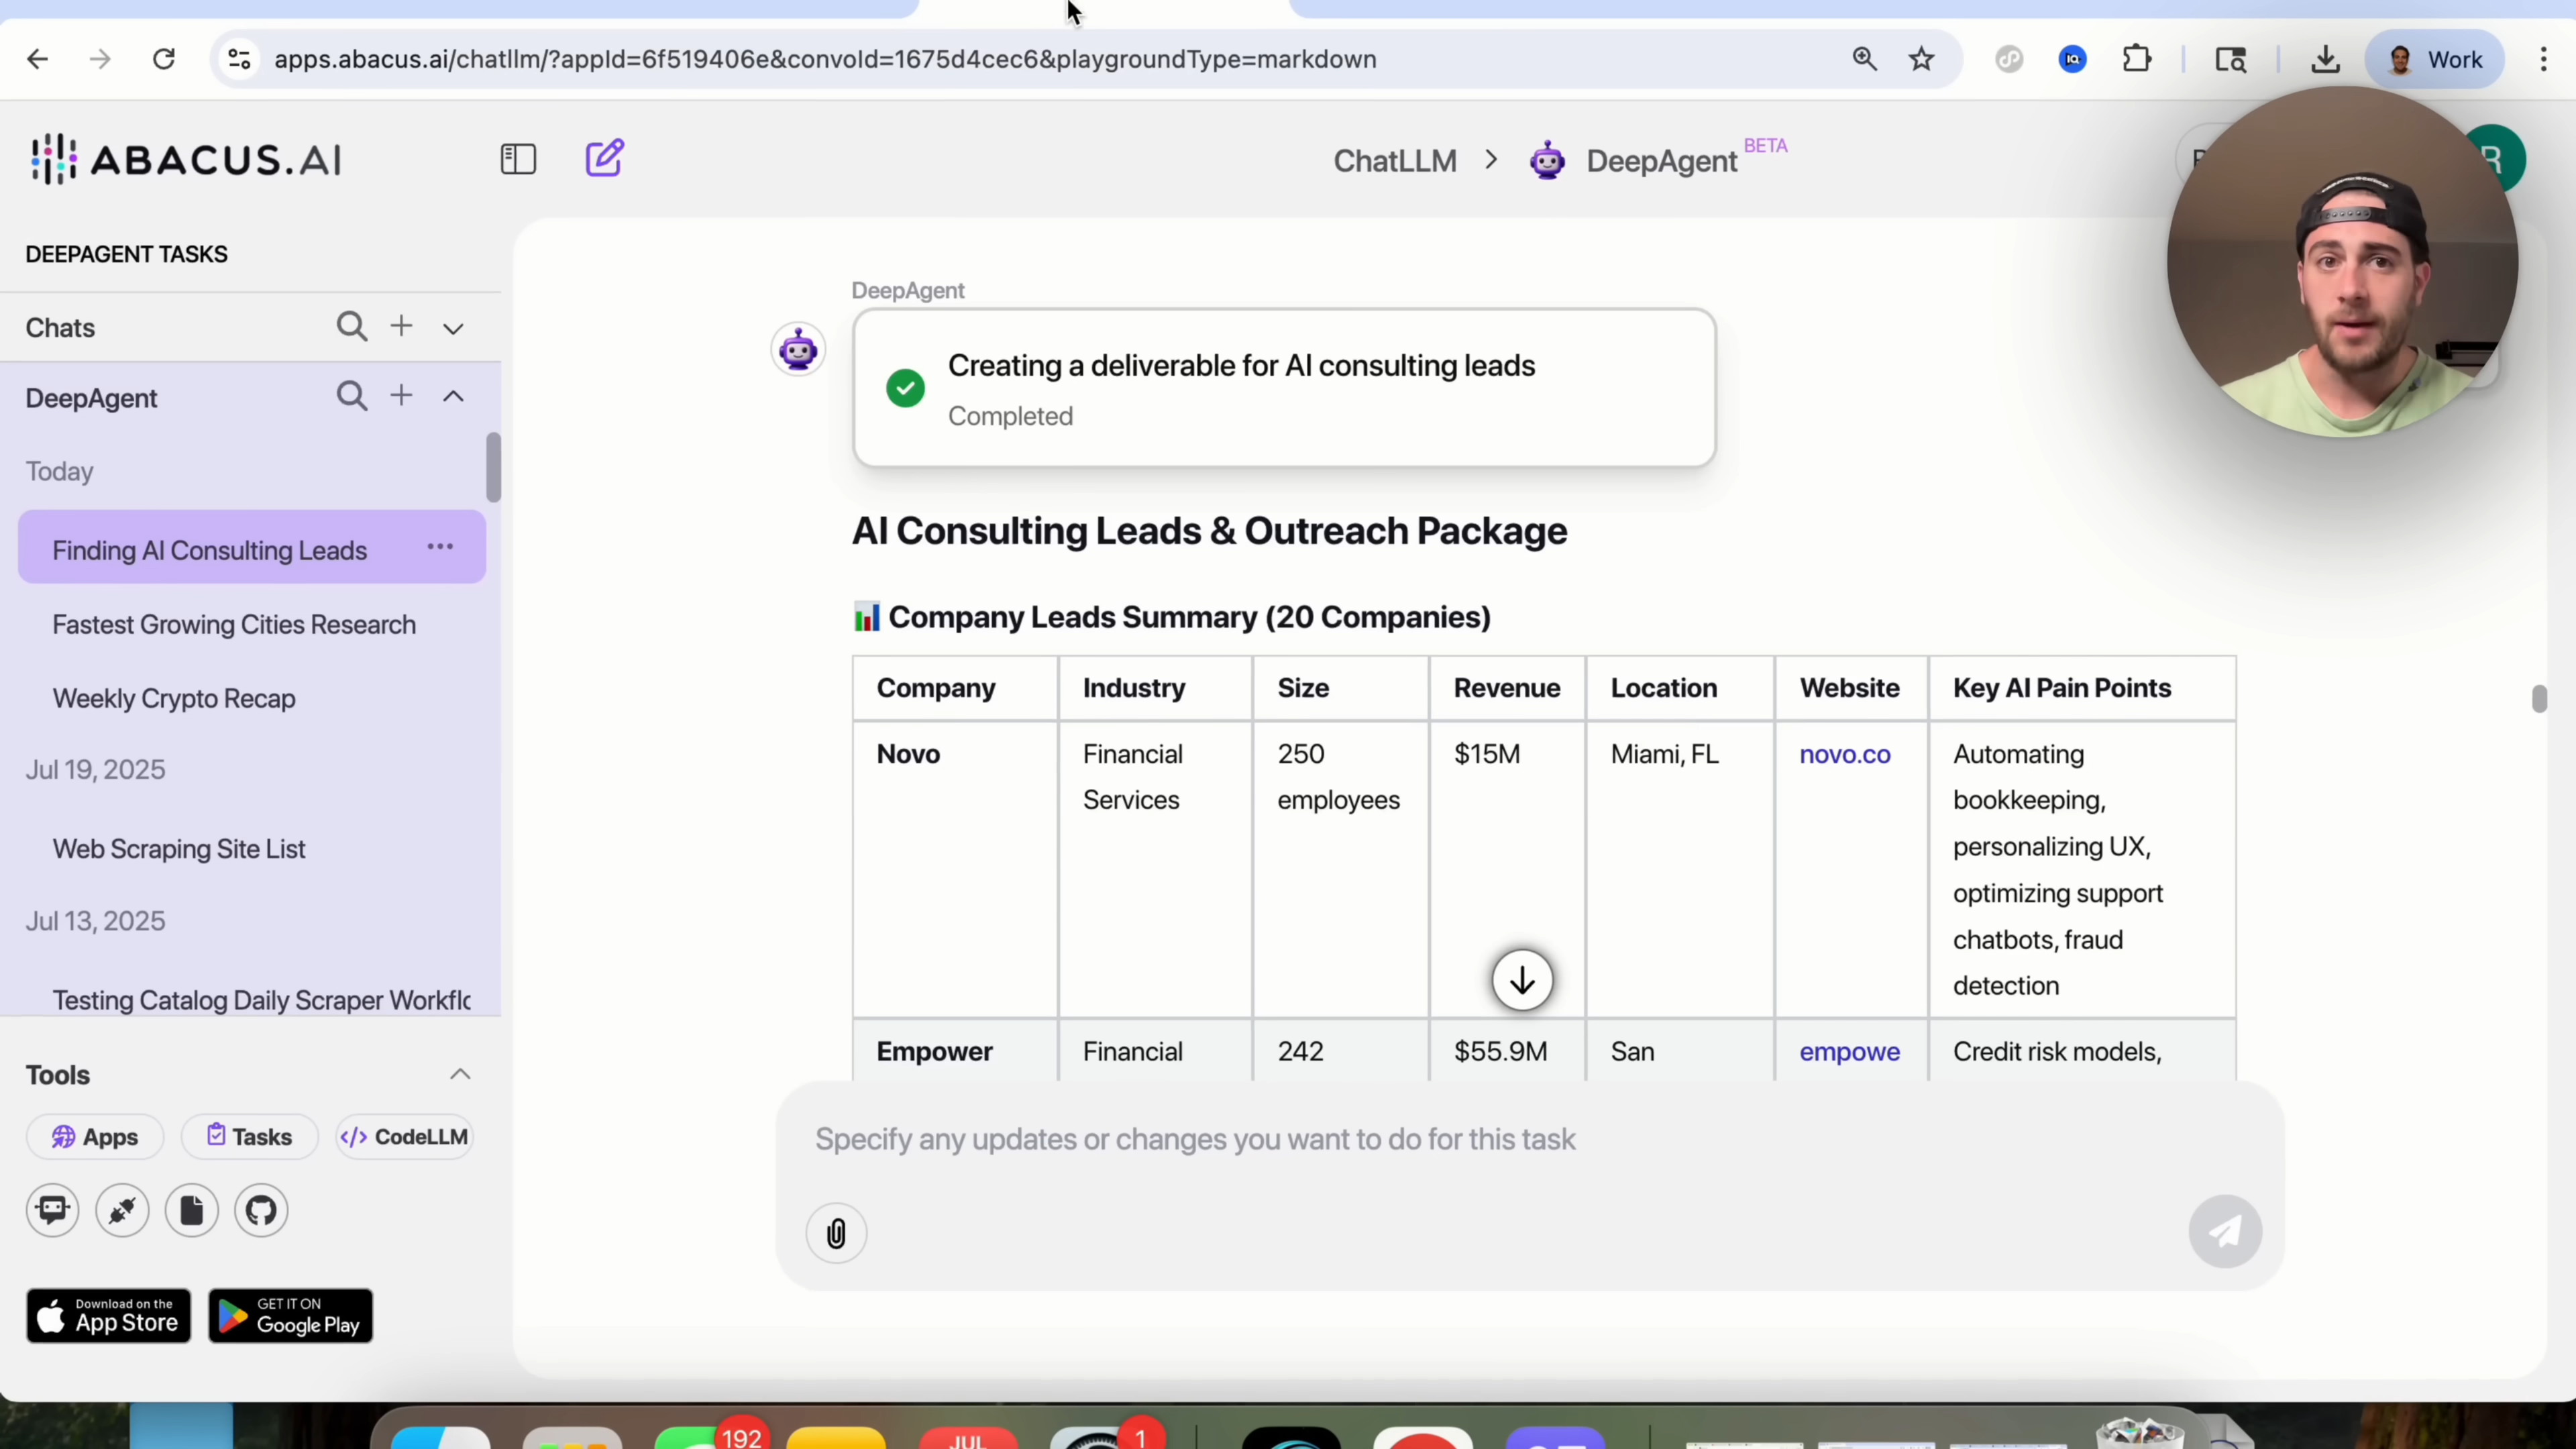 apps.abacus.ai/chatllm/?appId=6f519406e&convoId=1675d4cec6&playgroundType=markdown
Work
ABACUS.AI
ChatLLM > DeepAgent BETA
R
DEEPAGENT TASKS
Chats
DeepAgent
Today
Finding AI Consulting Leads
Fastest Growing Cities Research
Weekly Crypto Recap
Jul 19, 2025
Web Scraping Site List
Jul 13, 2025
Testing Catalog Daily Scraper Workflo
Tools
Apps
Tasks
</> CodeLLM
Download on the
App Store
GET IT ON
Google Play
DeepAgent
Creating a deliverable for AI consulting leads
Completed
AI Consulting Leads & Outreach Package
Company Leads Summary (20 Companies)
Company Industry Size Revenue Location Website Key AI Pain Points
Novo Financial 250 $15M Miami, FL novo.co Automating
Services employees bookkeeping,
personalizing UX,
optimizing support
chatbots, fraud
detection
Empower Financial 242 $55.9M San empowe Credit risk models,
Specify any updates or changes you want to do for this task
192
JUL
1